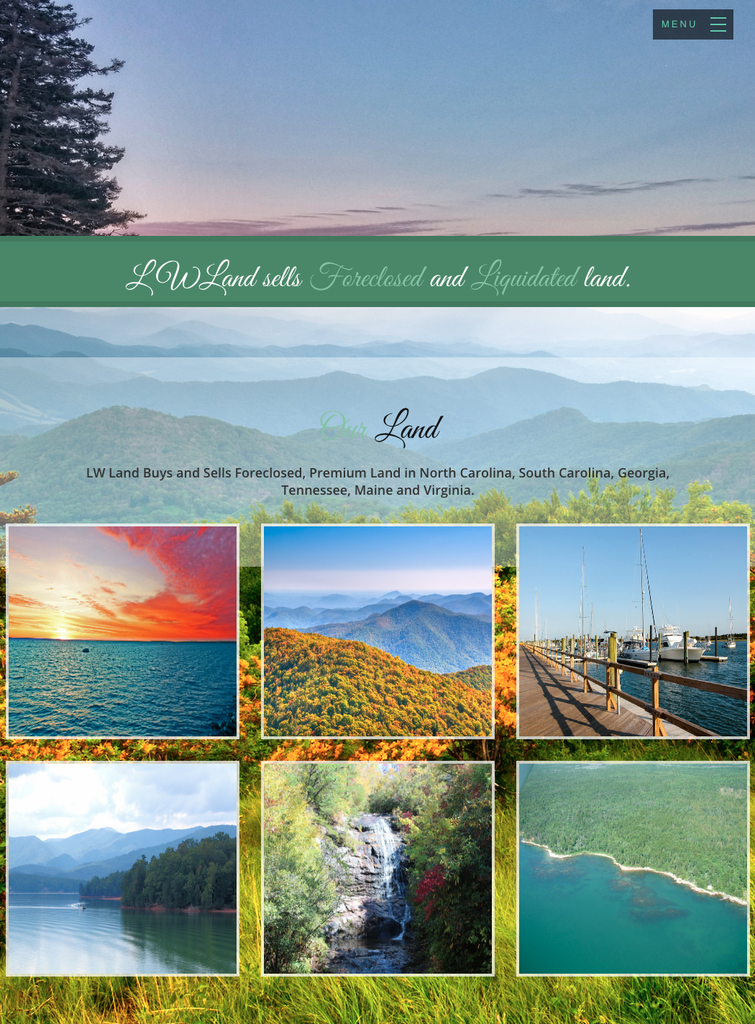 MENU
LWLand sells Foreclosed and Liquidated land.
Our Land
LW Land Buys and Sells Foreclosed, Premium Land in North Carolina, South Carolina, Georgia,
Tennessee, Maine and Virginia.